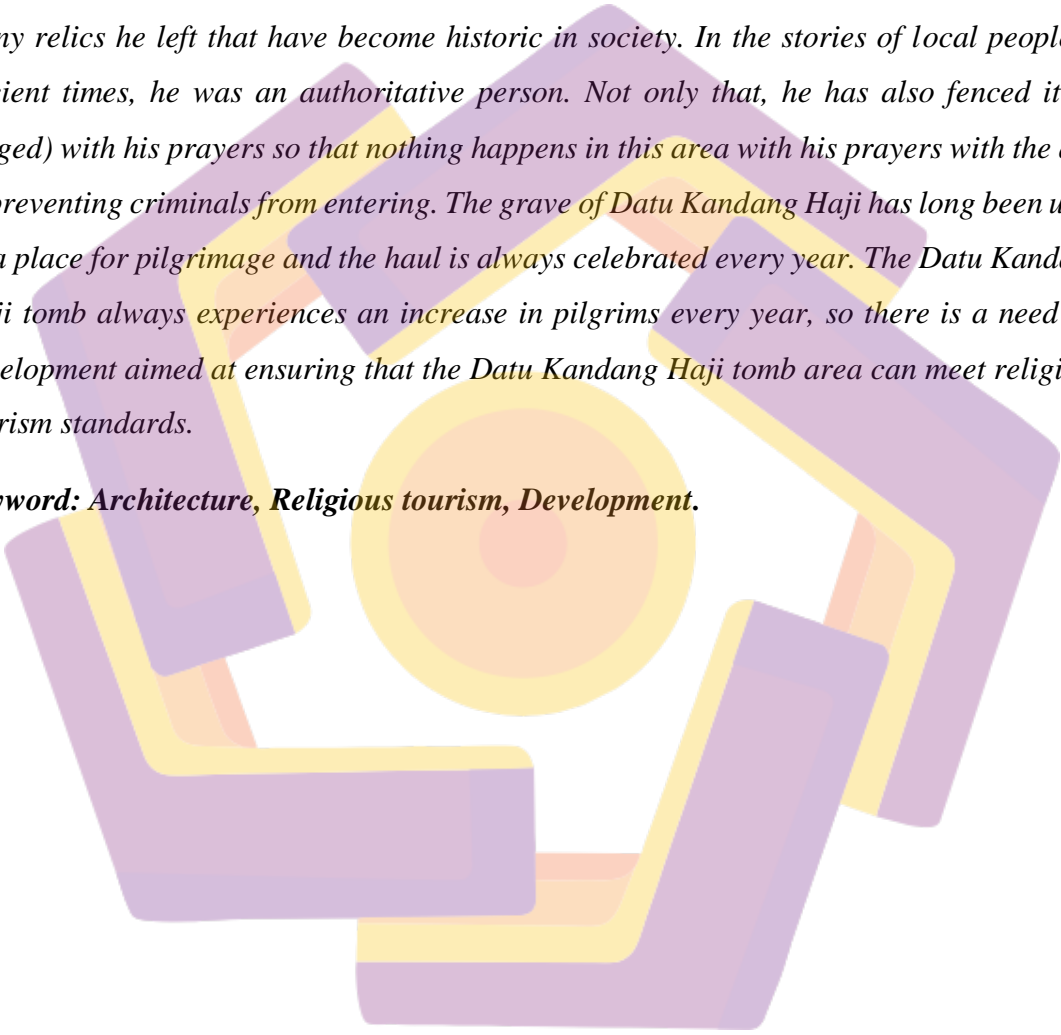 ny relics he left that have become historic in society. In the stories of local people
ient times, he was an authoritative person. Not only that, he has also fenced it
ged) with his prayers so that nothing happens in this area with his prayers with the
preventing criminals from entering. The grave of Datu Kandang Haji has long been u
a place for pilgrimage and the haul is always celebrated every year. The Datu Kanda
ji tomb always experiences an increase in pilgrims every year, so there is a need
elopment aimed at ensuring that the Datu Kandang Haji tomb area can meet religi
rism standards.
yword: Architecture, Religious tourism, Development.